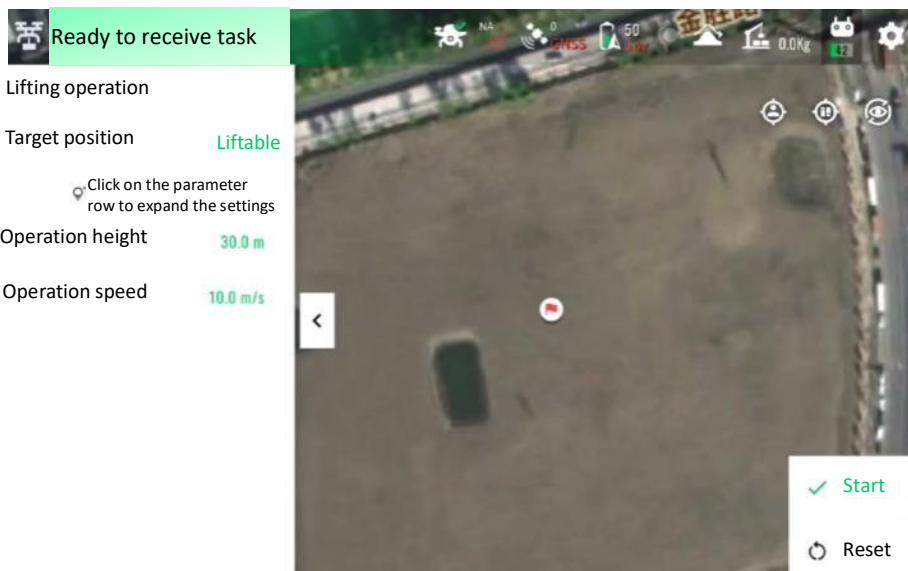 Ready to receive task
NA
0
GNSS
50
0.0Kg
42
Lifting operation
Target position
Liftable
Click on the parameter
row to expand the settings
Operation height
30.0 m
Operation speed
10.0 m/s
Start
Reset